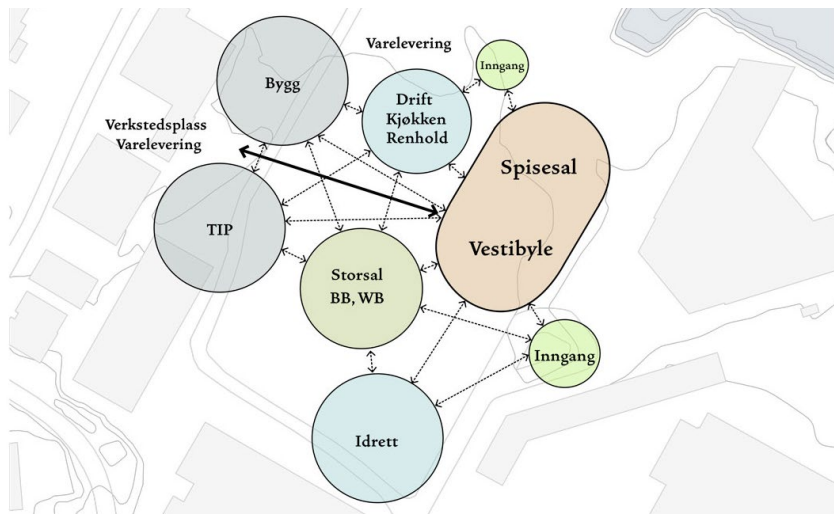 Varelevering
Inngang
Bygg
Drift
Kjøkken
Renhold
Verkstedsplass
Varelevering
Spisesal
TIP
Vestibyle
Storsal
BB, WB
Inngang
Idrett